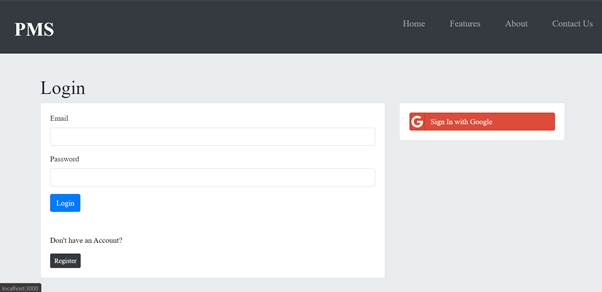 PMS
Home Features About Contact Us
Login
Email
Password
Login
Don't have an Account?
Register
Sign In with Google
localhost:3000